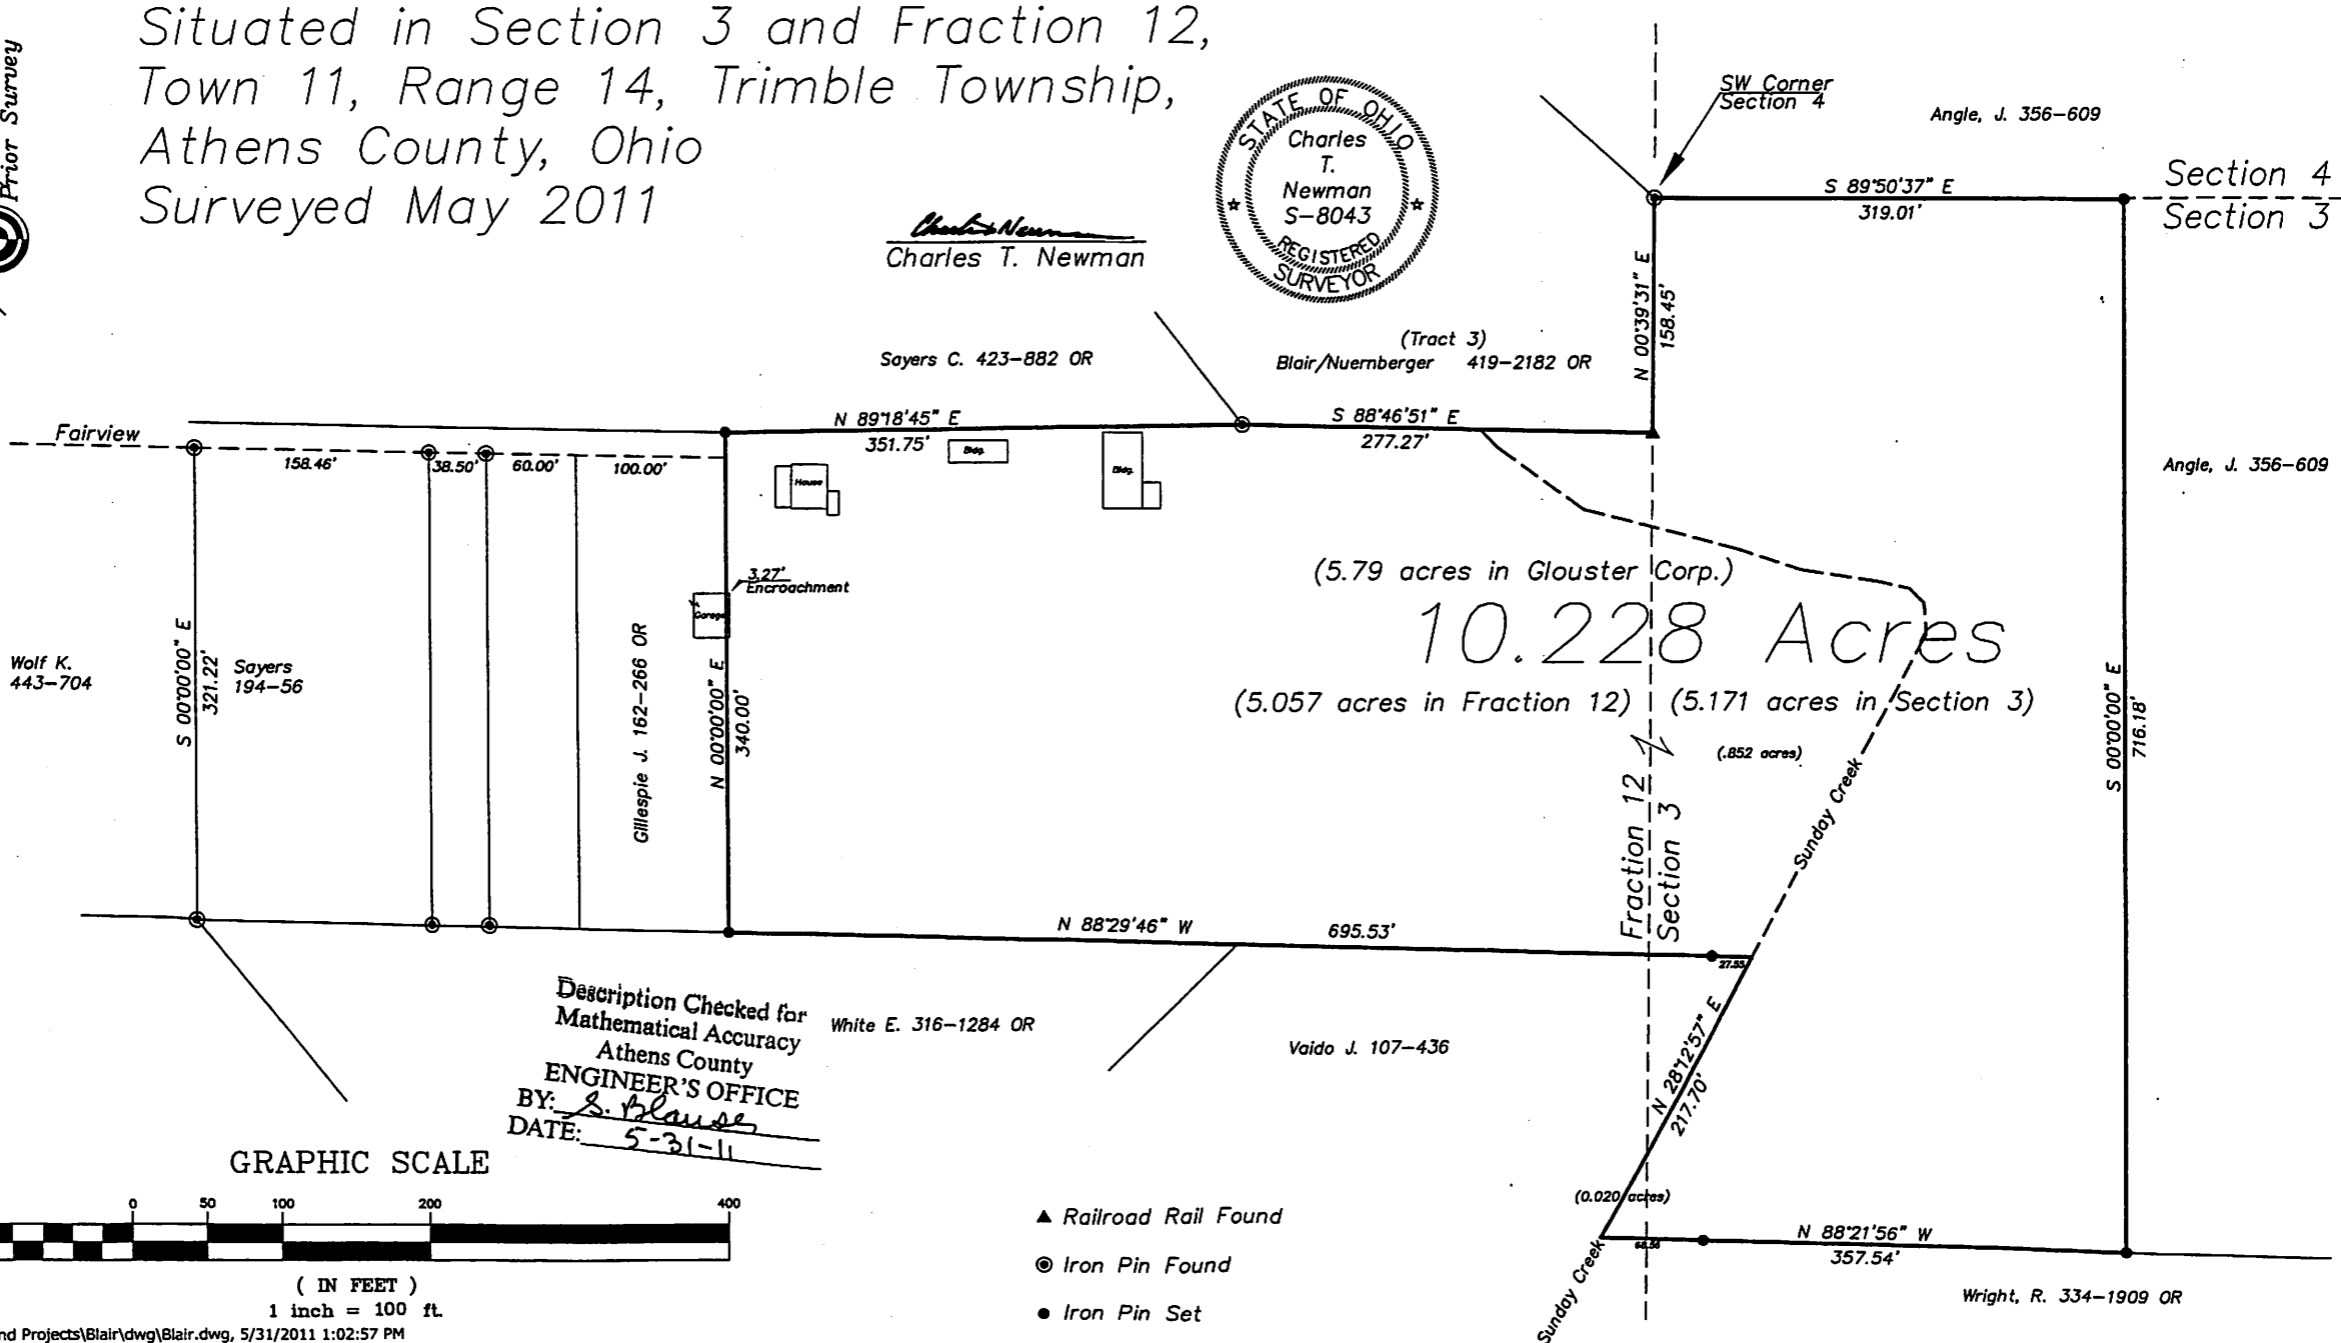 Prior Survey
Situated in Section 3 and Fraction 12,
Town 11, Range 14, Trimble Township,
Athens County, Ohio
Surveyed May 2011
Charles T. Newman
STATE OF OHIO
Charles
T.
Newman
S-8043
REGISTERED
SURVEYOR
SW Corner
Section 4
Angle, J. 356-609
S 89°50'37" E
319.01'
Section 4
Section 3
N 00°39'31" E
158.45'
(Tract 3)
Sayers C. 423-882 OR
Blair/Nuernberger 419-2182 OR
Fairview
N 89°18'45" E
351.75'
S 88°46'51" E
277.27'
158.46'
38.50'
60.00'
100.00'
Bldg.
Bldg.
House
Angle, J. 356-609
3.27'
Encroachment
Garage
(5.79 acres in Glouster Corp.)
10.228 Acres
(5.057 acres in Fraction 12)
(5.171 acres in Section 3)
(.852 acres)
Wolf K.
443-704
S 00°00'00" E
321.22'
Sayers
194-56
Gillespie J. 162-266 OR
N 00°00'00" E
340.00'
S 00°00'00" E
716.18'
Sunday Creek
Fraction 12
Section 3
N 88°29'46" W
695.53'
27.55
Description Checked for
Mathematical Accuracy
Athens County
ENGINEER'S OFFICE
BY:
DATE: 5-31-11
White E. 316-1284 OR
Vaido J. 107-436
N 28°12'57" E
217.70'
GRAPHIC SCALE
0 50 100 200 400
( IN FEET )
1 inch = 100 ft.
Railroad Rail Found
Iron Pin Found
Iron Pin Set
(0.020 acres)
N 88°21'56" W
357.54'
Sunday Creek
Wright, R. 334-1909 OR
nd Projects\Blair\dwg\Blair.dwg, 5/31/2011 1:02:57 PM